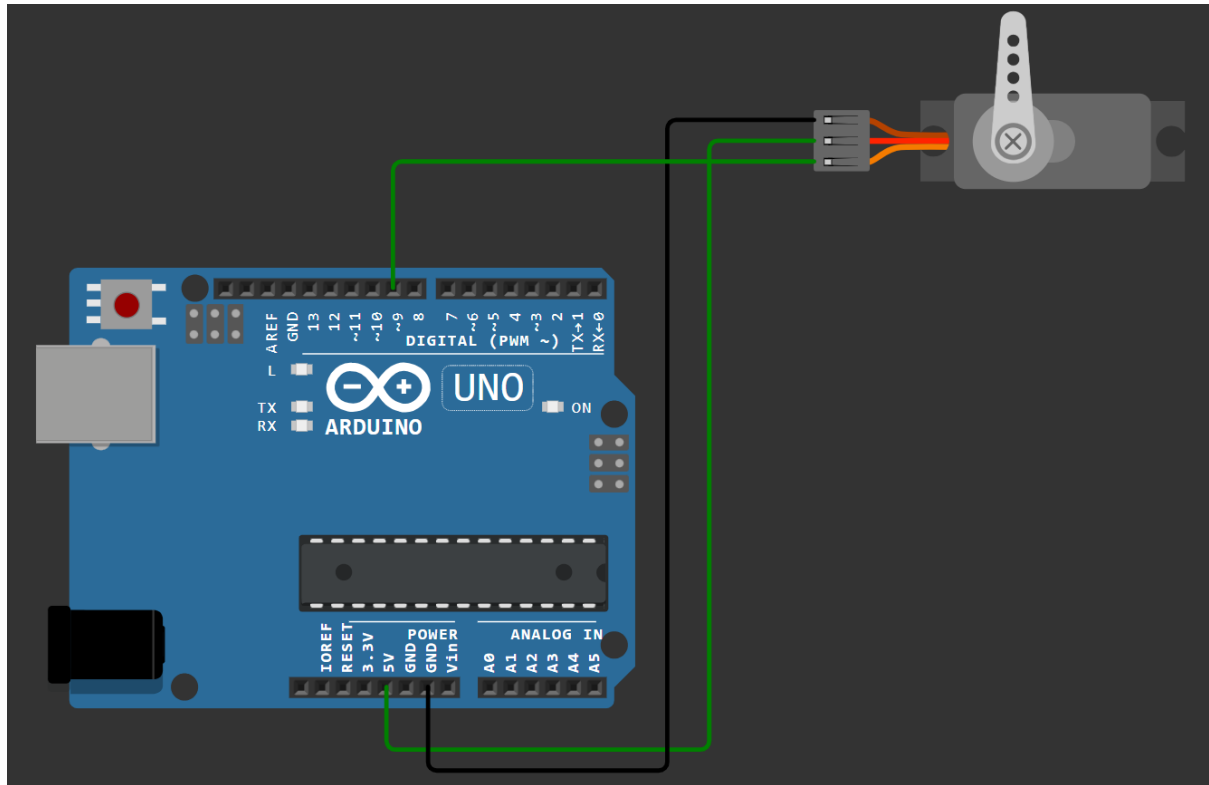 AREF
GND
13
12
~11
~10
~9
8
7
~6
~5
4
~3
2
TX→1
RX←0
DIGITAL (PWM ~)
L
TX
RX
ARDUINO
UNO
ON
IOREF
RESET
3.3V
5V
GND
GND
Vin
POWER
ANALOG IN
A0
A1
A2
A3
A4
A5